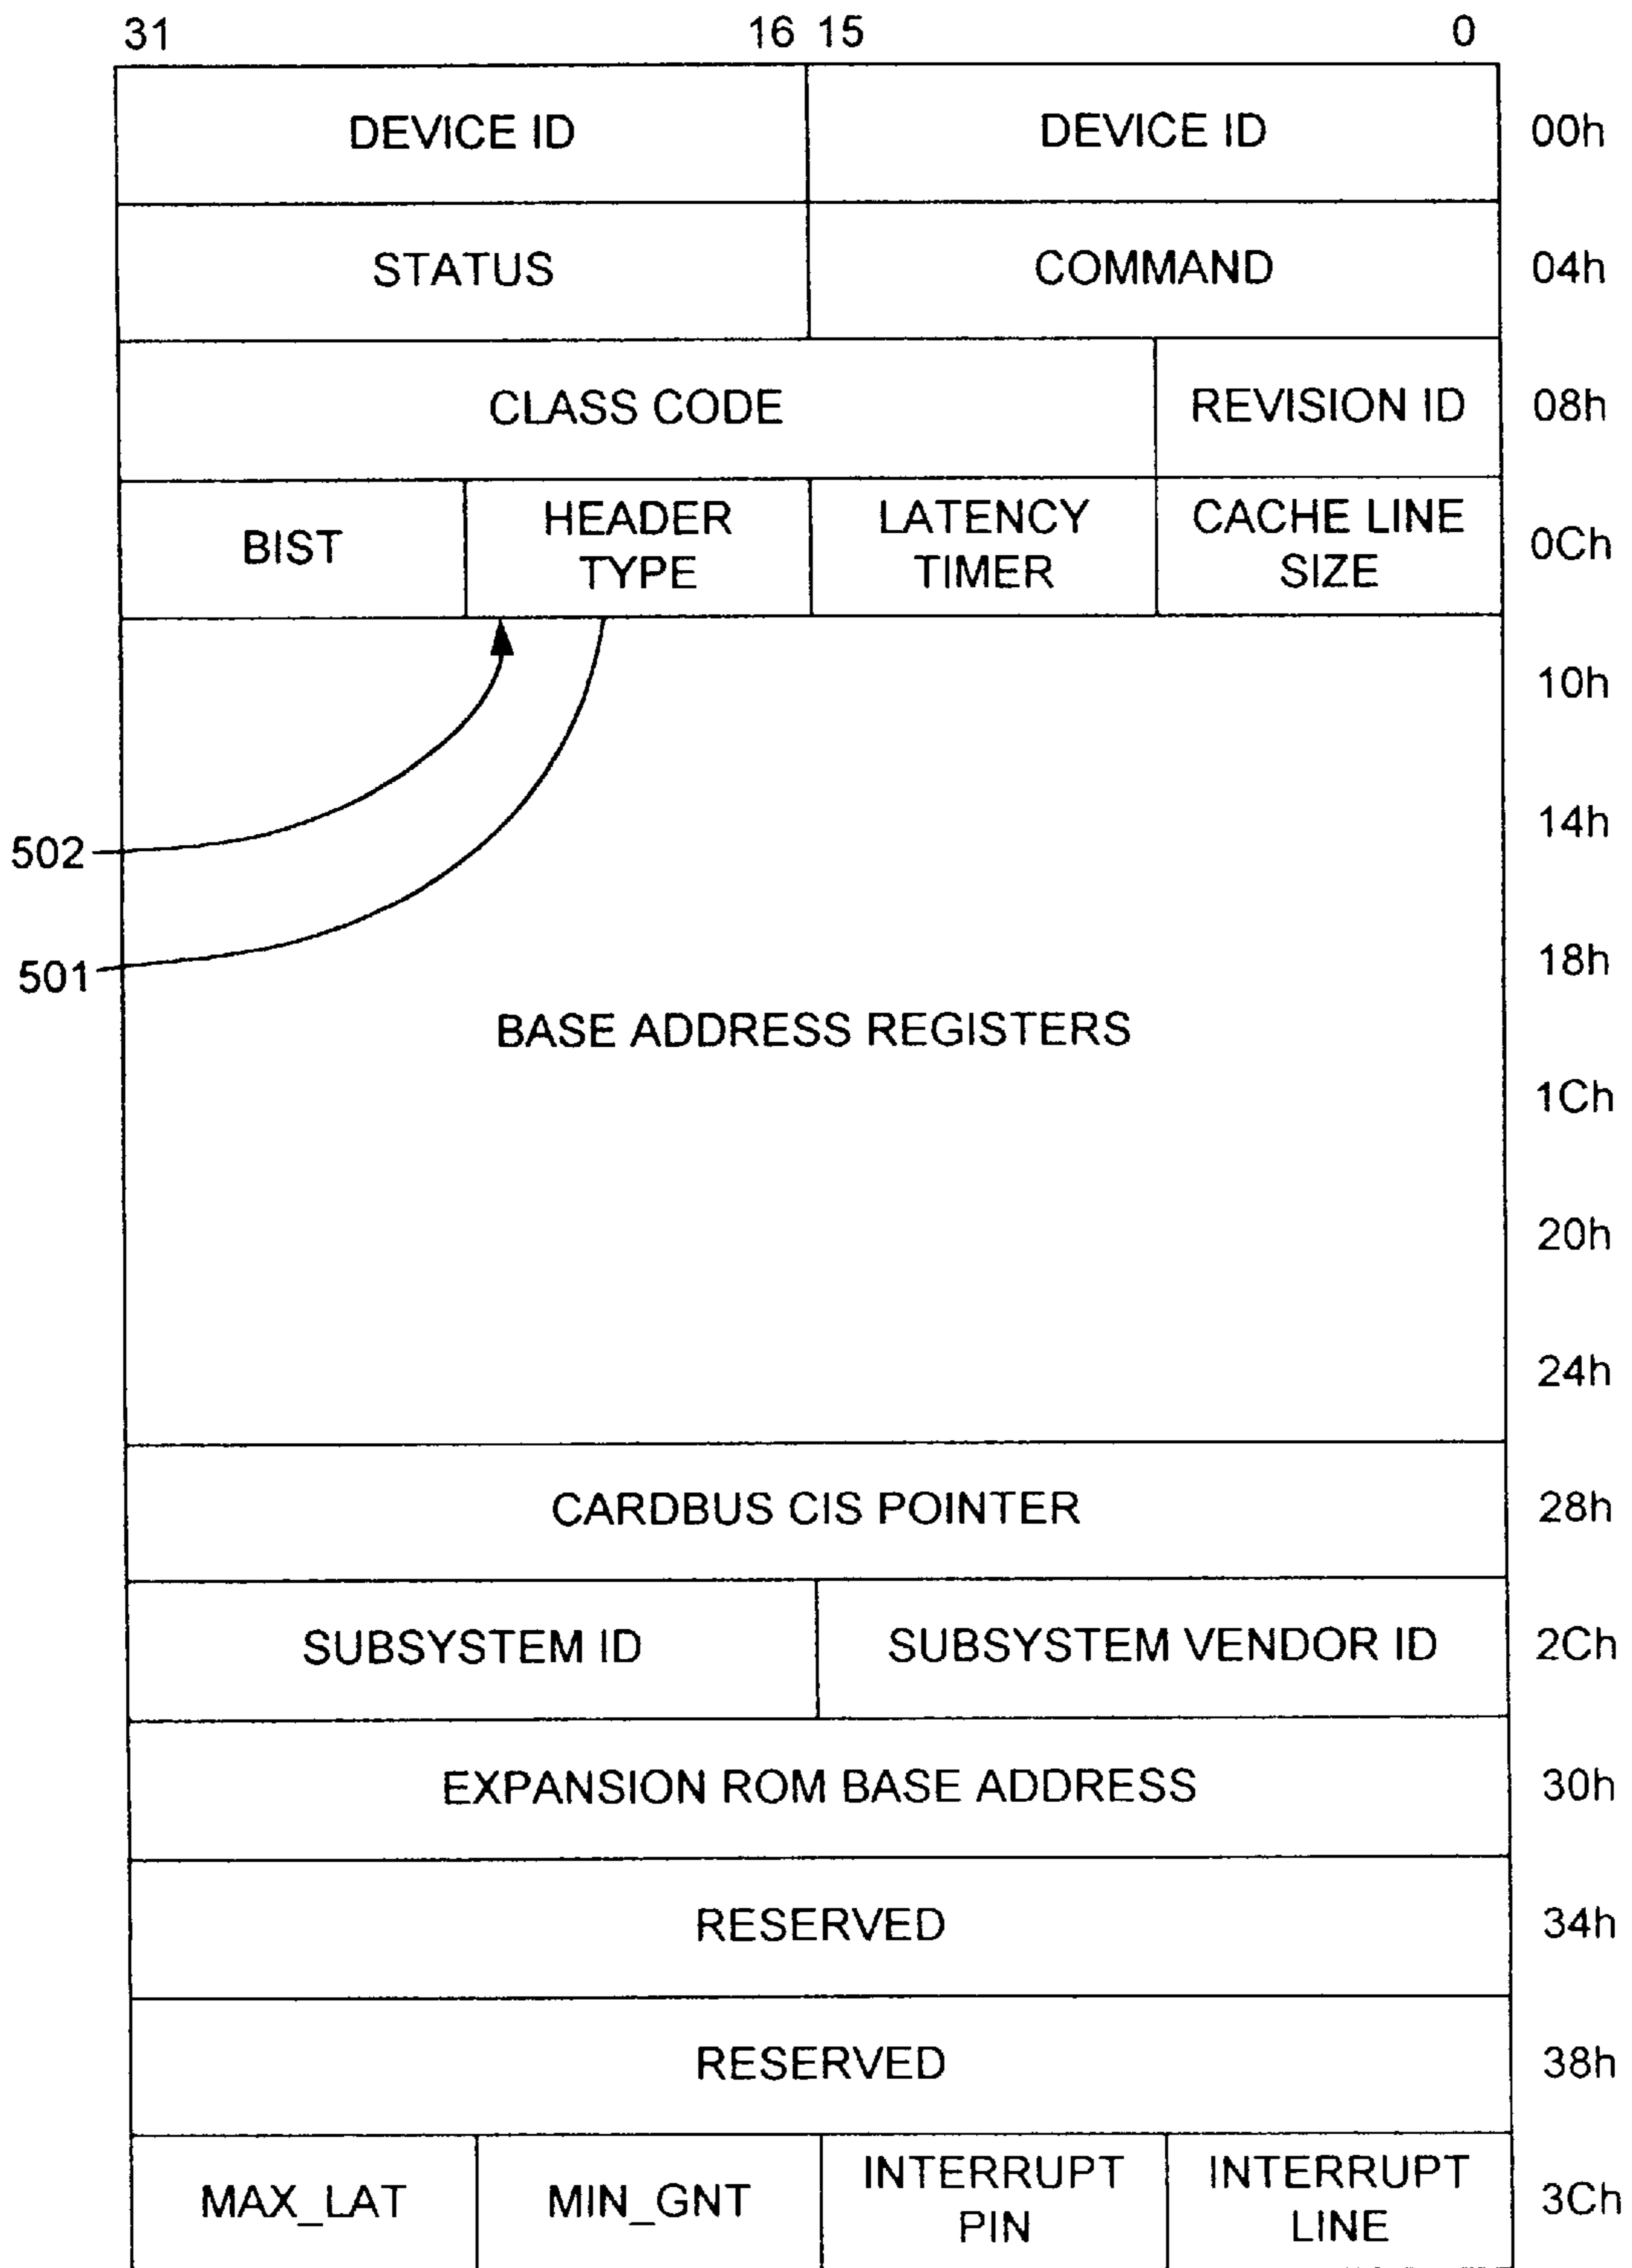 31 16 15 0
DEVICE ID DEVICE ID 00h
STATUS COMMAND 04h
CLASS CODE REVISION ID 08h
BIST HEADER TYPE LATENCY TIMER CACHE LINE SIZE 0Ch
10h
14h
502
18h
501
BASE ADDRESS REGISTERS
1Ch
20h
24h
CARDBUS CIS POINTER 28h
SUBSYSTEM ID SUBSYSTEM VENDOR ID 2Ch
EXPANSION ROM BASE ADDRESS 30h
RESERVED 34h
RESERVED 38h
MAX_LAT MIN_GNT INTERRUPT PIN INTERRUPT LINE 3Ch